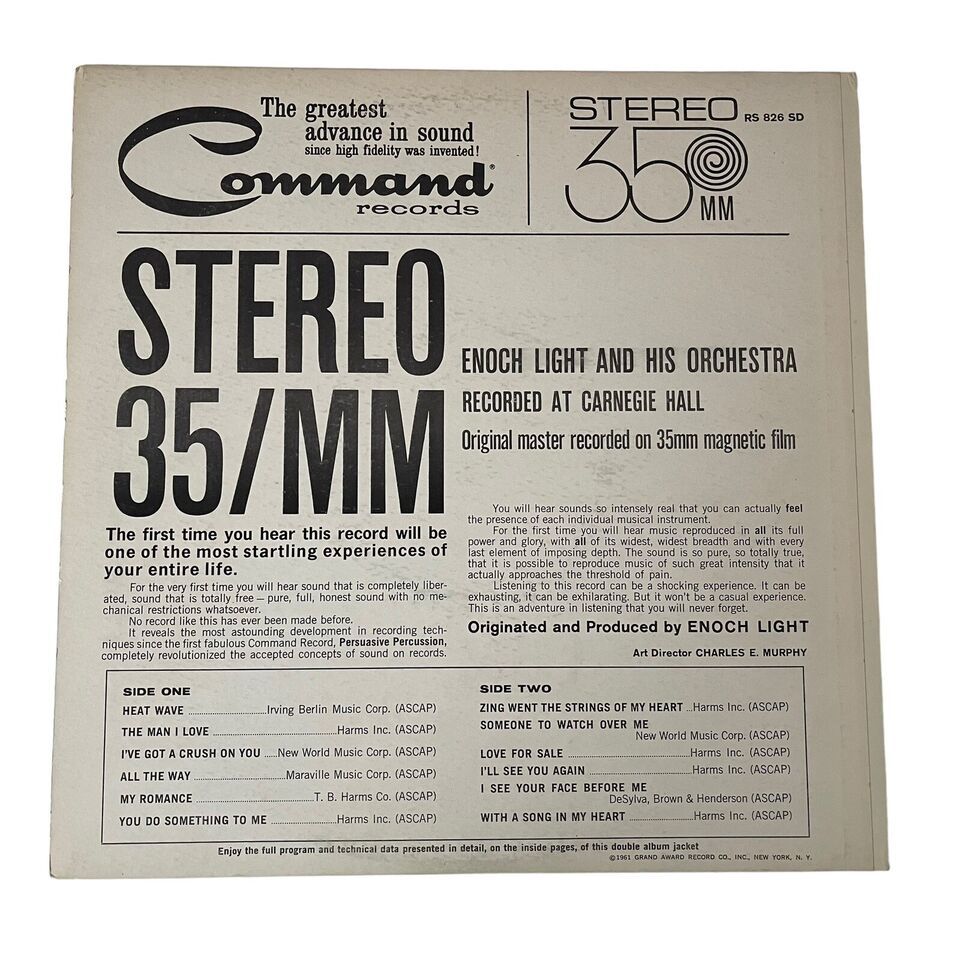 The greatest
advance in sound
since high fidelity was invented!
Command®
records
STEREO RS 826 SD
35
MM
STEREO
35/MM
ENOCH LIGHT AND HIS ORCHESTRA
RECORDED AT CARNEGIE HALL
Original master recorded on 35mm magnetic film
The first time you hear this record will be
one of the most startling experiences of
your entire life.
For the very first time you will hear sound that is completely liber-
ated, sound that is totally free — pure, full, honest sound with no me-
chanical restrictions whatsoever.
No record like this has ever been made before.
It reveals the most astounding development in recording tech-
niques since the first fabulous Command Record, Persuasive Percussion,
completely revolutionized the accepted concepts of sound on records.
You will hear sounds so intensely real that you can actually feel
the presence of each individual musical instrument.
For the first time you will hear music reproduced in all its full
power and glory, with all of its widest, widest breadth and with every
last element of imposing depth. The sound is so pure, so totally true,
that it is possible to reproduce music of such great intensity that it
actually approaches the threshold of pain.
Listening to this record can be a shocking experience. It can be
exhausting, it can be exhilarating. But it won't be a casual experience.
This is an adventure in listening that you will never forget.
Originated and Produced by ENOCH LIGHT
Art Director CHARLES E. MURPHY
SIDE ONE
HEAT WAVE ........................Irving Berlin Music Corp. (ASCAP)
THE MAN I LOVE ........................Harms Inc. (ASCAP)
I'VE GOT A CRUSH ON YOU ....New World Music Corp. (ASCAP)
ALL THE WAY ........................Maraville Music Corp. (ASCAP)
MY ROMANCE ........................T. B. Harms Co. (ASCAP)
YOU DO SOMETHING TO ME ....................Harms Inc. (ASCAP)
SIDE TWO
ZING WENT THE STRINGS OF MY HEART ..Harms Inc. (ASCAP)
SOMEONE TO WATCH OVER ME
New World Music Corp. (ASCAP)
LOVE FOR SALE ........................Harms Inc. (ASCAP)
I'LL SEE YOU AGAIN ........................Harms Inc. (ASCAP)
I SEE YOUR FACE BEFORE ME
DeSylva, Brown & Henderson (ASCAP)
WITH A SONG IN MY HEART ................Harms Inc. (ASCAP)
Enjoy the full program and technical data presented in detail, on the inside pages, of this double album jacket
©1961 GRAND AWARD RECORD CO., INC., NEW YORK, N. Y.